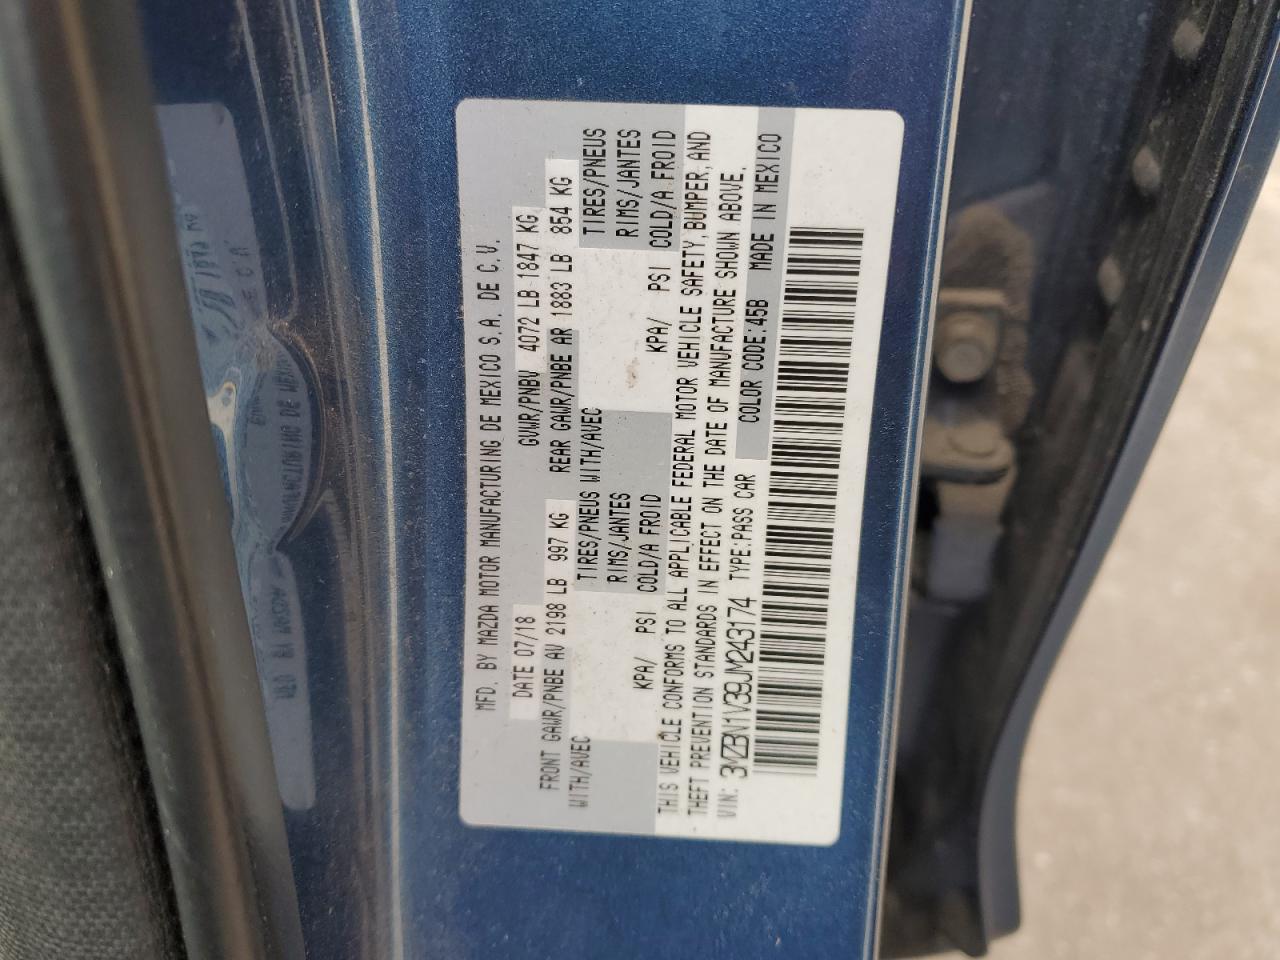 MFD. BY MAZDA MOTOR MANUFACTURING DE MEXICO S.A. DE C.V.
DATE 07/18 GVWR/PNBV 4072 LB 1847 KG
FRONT GAWR/PNBE AV 2198 LB 997 KG REAR GAWR/PNBE AR 1883 LB 854 KG
WITH/AVEC TIRES/PNEUS WITH/AVEC TIRES/PNEUS
RIMS/JANTES RIMS/JANTES
KPA/ PSI COLD/A FROID KPA/ PSI COLD/A FROID
THIS VEHICLE CONFORMS TO ALL APPLICABLE FEDERAL MOTOR VEHICLE SAFETY, BUMPER, AND
THEFT PREVENTION STANDARDS IN EFFECT ON THE DATE OF MANUFACTURE SHOWN ABOVE.
VIN: 3MZBN1V39JM243174 TYPE:PASS CAR COLOR CODE:45B MADE IN MEXICO